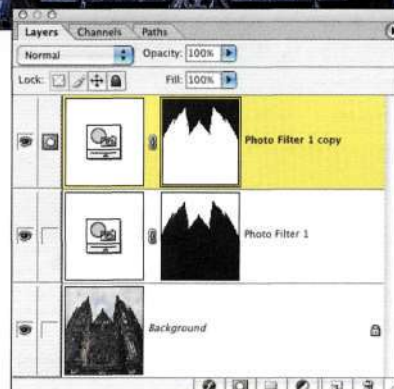 Layers Channels Paths
Normal Opacity: 100%
Lock: Fill: 100%
Photo Filter 1 copy
Photo Filter 1
Background